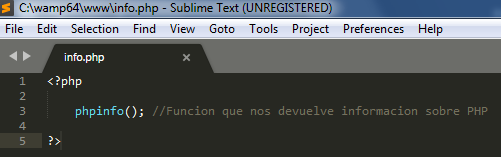 C:\wamp64\www\info.php - Sublime Text (UNREGISTERED)
File Edit Selection Find View Goto Tools Project Preferences Help
info.php ×
1 <?php
2
3 phpinfo(); //Funcion que nos devuelve informacion sobre PHP
4
5 ?>